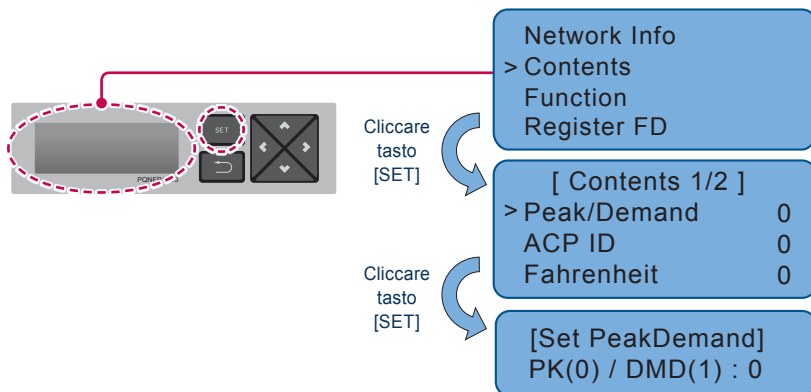 Network Info
> Contents
Function
Register FD
SET
Cliccare
tasto
[SET]
[ Contents 1/2 ]
> Peak/Demand 0
ACP ID 0
Fahrenheit 0
Cliccare
tasto
[SET]
[Set PeakDemand]
PK(0) / DMD(1) : 0